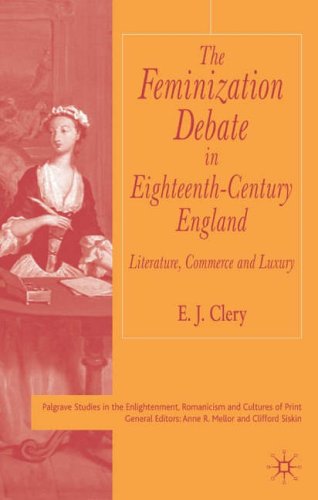 The
Feminization
Debate
in
Eighteenth-Century
England
Literature, Commerce and Luxury
E. J. Clery
Palgrave Studies in the Enlightenment, Romanicism and Cultures of Print
General Editors: Anne R. Mellor and Clifford Siskin